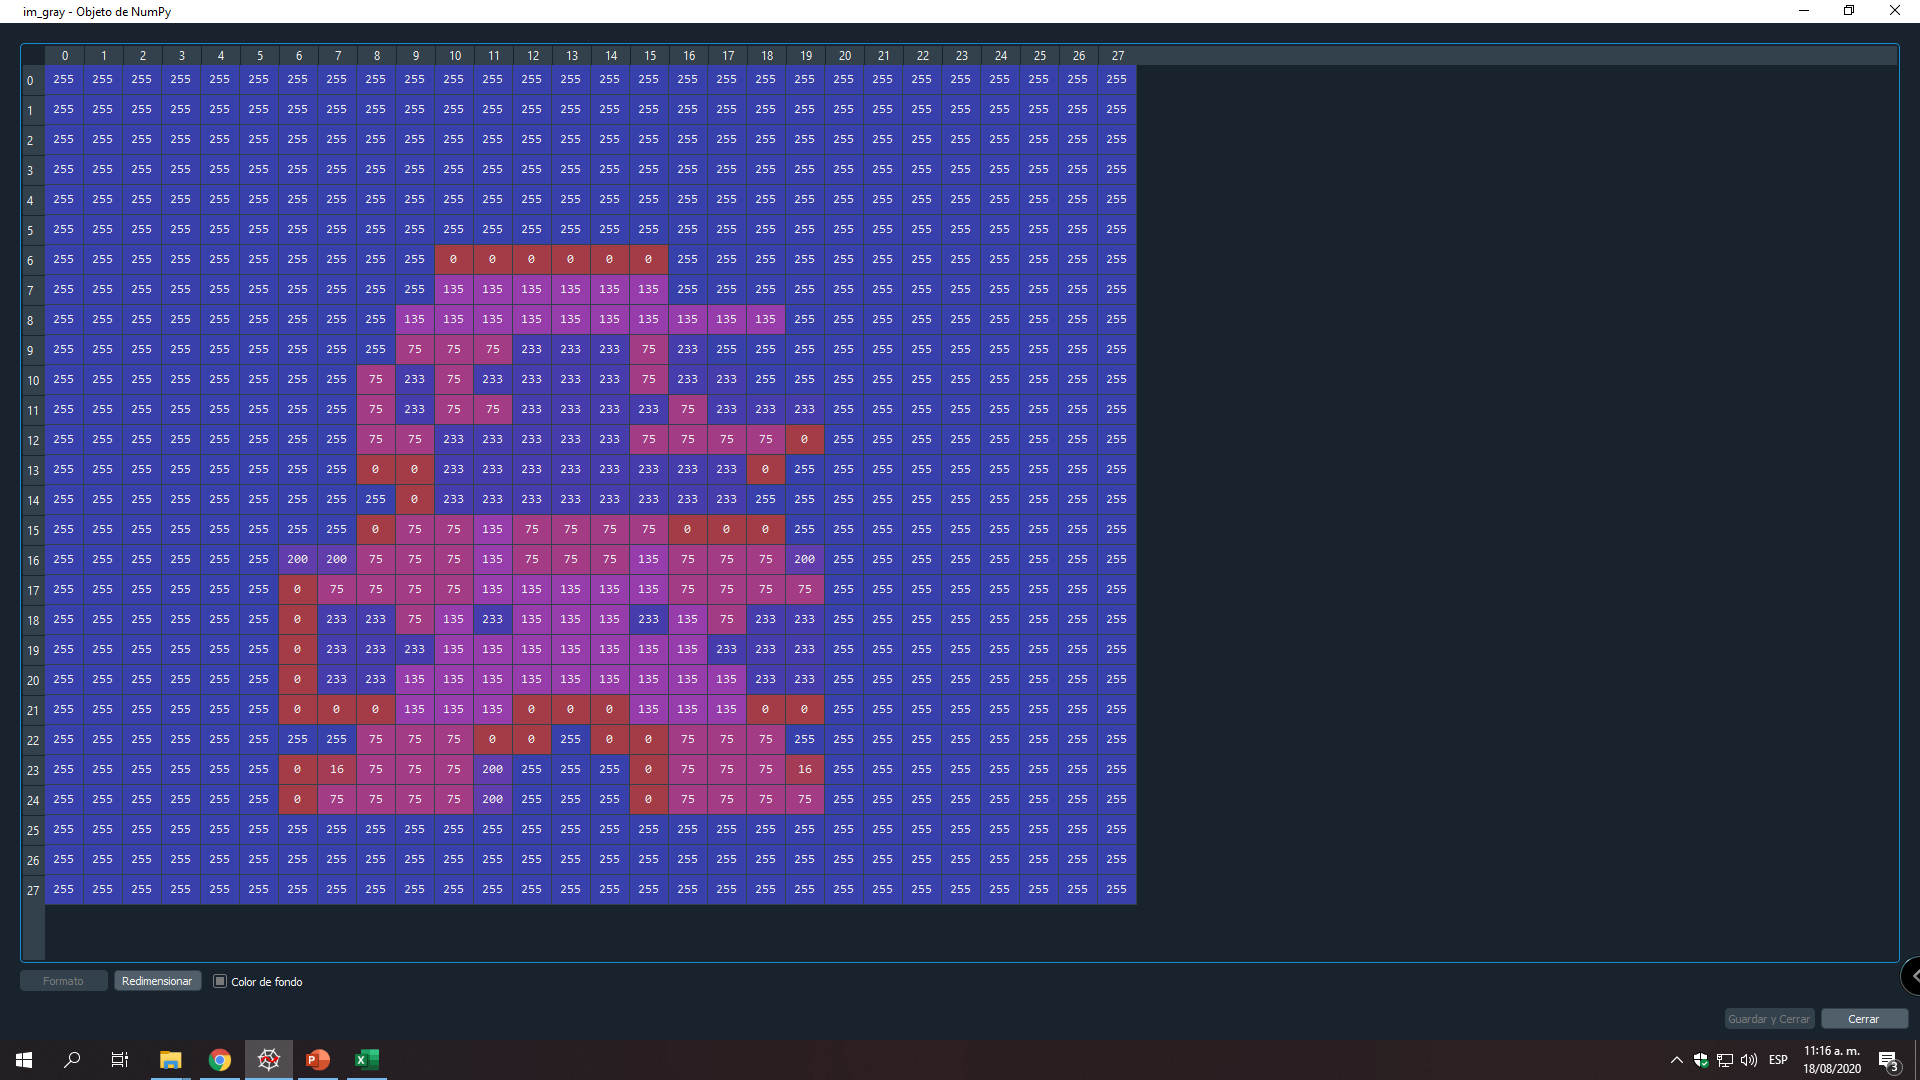 im_gray - Objeto de NumPy
0 1 2 3 4 5 6 7 8 9 10 11 12 13 14 15 16 17 18 19 20 21 22 23 24 25 26 27
0 255 255 255 255 255 255 255 255 255 255 255 255 255 255 255 255 255 255 255 255 255 255 255 255 255 255 255 255
1 255 255 255 255 255 255 255 255 255 255 255 255 255 255 255 255 255 255 255 255 255 255 255 255 255 255 255 255
2 255 255 255 255 255 255 255 255 255 255 255 255 255 255 255 255 255 255 255 255 255 255 255 255 255 255 255 255
3 255 255 255 255 255 255 255 255 255 255 255 255 255 255 255 255 255 255 255 255 255 255 255 255 255 255 255 255
4 255 255 255 255 255 255 255 255 255 255 255 255 255 255 255 255 255 255 255 255 255 255 255 255 255 255 255 255
5 255 255 255 255 255 255 255 255 255 255 255 255 255 255 255 255 255 255 255 255 255 255 255 255 255 255 255 255
6 255 255 255 255 255 255 255 255 255 255 0 0 0 0 0 0 255 255 255 255 255 255 255 255 255 255 255 255
7 255 255 255 255 255 255 255 255 255 255 135 135 135 135 135 135 255 255 255 255 255 255 255 255 255 255 255 255
8 255 255 255 255 255 255 255 255 255 135 135 135 135 135 135 135 135 135 135 255 255 255 255 255 255 255 255 255
9 255 255 255 255 255 255 255 255 255 75 75 75 233 233 233 75 233 255 255 255 255 255 255 255 255 255 255 255
10 255 255 255 255 255 255 255 255 75 233 75 233 233 233 233 75 233 233 255 255 255 255 255 255 255 255 255 255
11 255 255 255 255 255 255 255 255 75 233 75 75 233 233 233 233 75 233 233 233 255 255 255 255 255 255 255 255
12 255 255 255 255 255 255 255 255 75 75 233 233 233 233 233 75 75 75 75 0 255 255 255 255 255 255 255 255
13 255 255 255 255 255 255 255 255 0 0 233 233 233 233 233 233 233 233 0 255 255 255 255 255 255 255 255 255
14 255 255 255 255 255 255 255 255 255 0 233 233 233 233 233 233 233 233 255 255 255 255 255 255 255 255 255 255
15 255 255 255 255 255 255 255 255 0 75 75 135 75 75 75 75 0 0 0 255 255 255 255 255 255 255 255 255
16 255 255 255 255 255 255 200 200 75 75 75 135 75 75 75 135 75 75 75 200 255 255 255 255 255 255 255 255
17 255 255 255 255 255 255 0 75 75 75 75 135 135 135 135 135 75 75 75 75 255 255 255 255 255 255 255 255
18 255 255 255 255 255 255 0 233 233 75 135 233 135 135 135 233 135 75 233 233 255 255 255 255 255 255 255 255
19 255 255 255 255 255 255 0 233 233 233 135 135 135 135 135 135 135 233 233 233 255 255 255 255 255 255 255 255
20 255 255 255 255 255 255 0 233 233 135 135 135 135 135 135 135 135 135 233 233 255 255 255 255 255 255 255 255
21 255 255 255 255 255 255 0 0 0 135 135 135 0 0 0 135 135 135 0 0 255 255 255 255 255 255 255 255
22 255 255 255 255 255 255 255 255 75 75 75 0 0 255 0 0 75 75 75 255 255 255 255 255 255 255 255 255
23 255 255 255 255 255 255 0 16 75 75 75 200 255 255 255 0 75 75 75 16 255 255 255 255 255 255 255 255
24 255 255 255 255 255 255 0 75 75 75 75 200 255 255 255 0 75 75 75 75 255 255 255 255 255 255 255 255
25 255 255 255 255 255 255 255 255 255 255 255 255 255 255 255 255 255 255 255 255 255 255 255 255 255 255 255 255
26 255 255 255 255 255 255 255 255 255 255 255 255 255 255 255 255 255 255 255 255 255 255 255 255 255 255 255 255
27 255 255 255 255 255 255 255 255 255 255 255 255 255 255 255 255 255 255 255 255 255 255 255 255 255 255 255 255
Formato Redimensionar Color de fondo
Guardar y Cerrar Cerrar
ESP 11:16 a. m.
18/08/2020 3